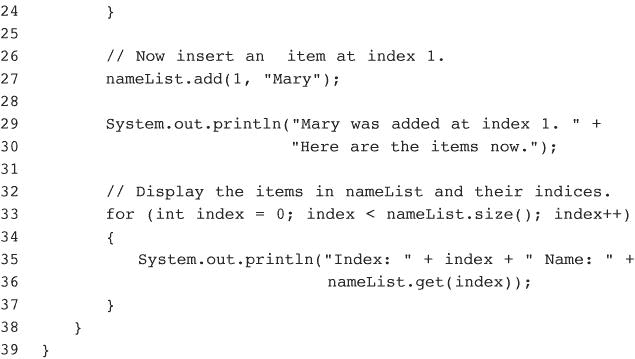 24 }
25
26 // Now insert an  item at index 1.
27 nameList.add(1, "Mary");
28
29 System.out.println("Mary was added at index 1. " +
30 "Here are the items now.");
31
32 // Display the items in nameList and their indices.
33 for (int index = 0; index < nameList.size(); index++)
34 {
35 System.out.println("Index: " + index + " Name: " +
36 nameList.get(index));
37 }
38 }
39 }